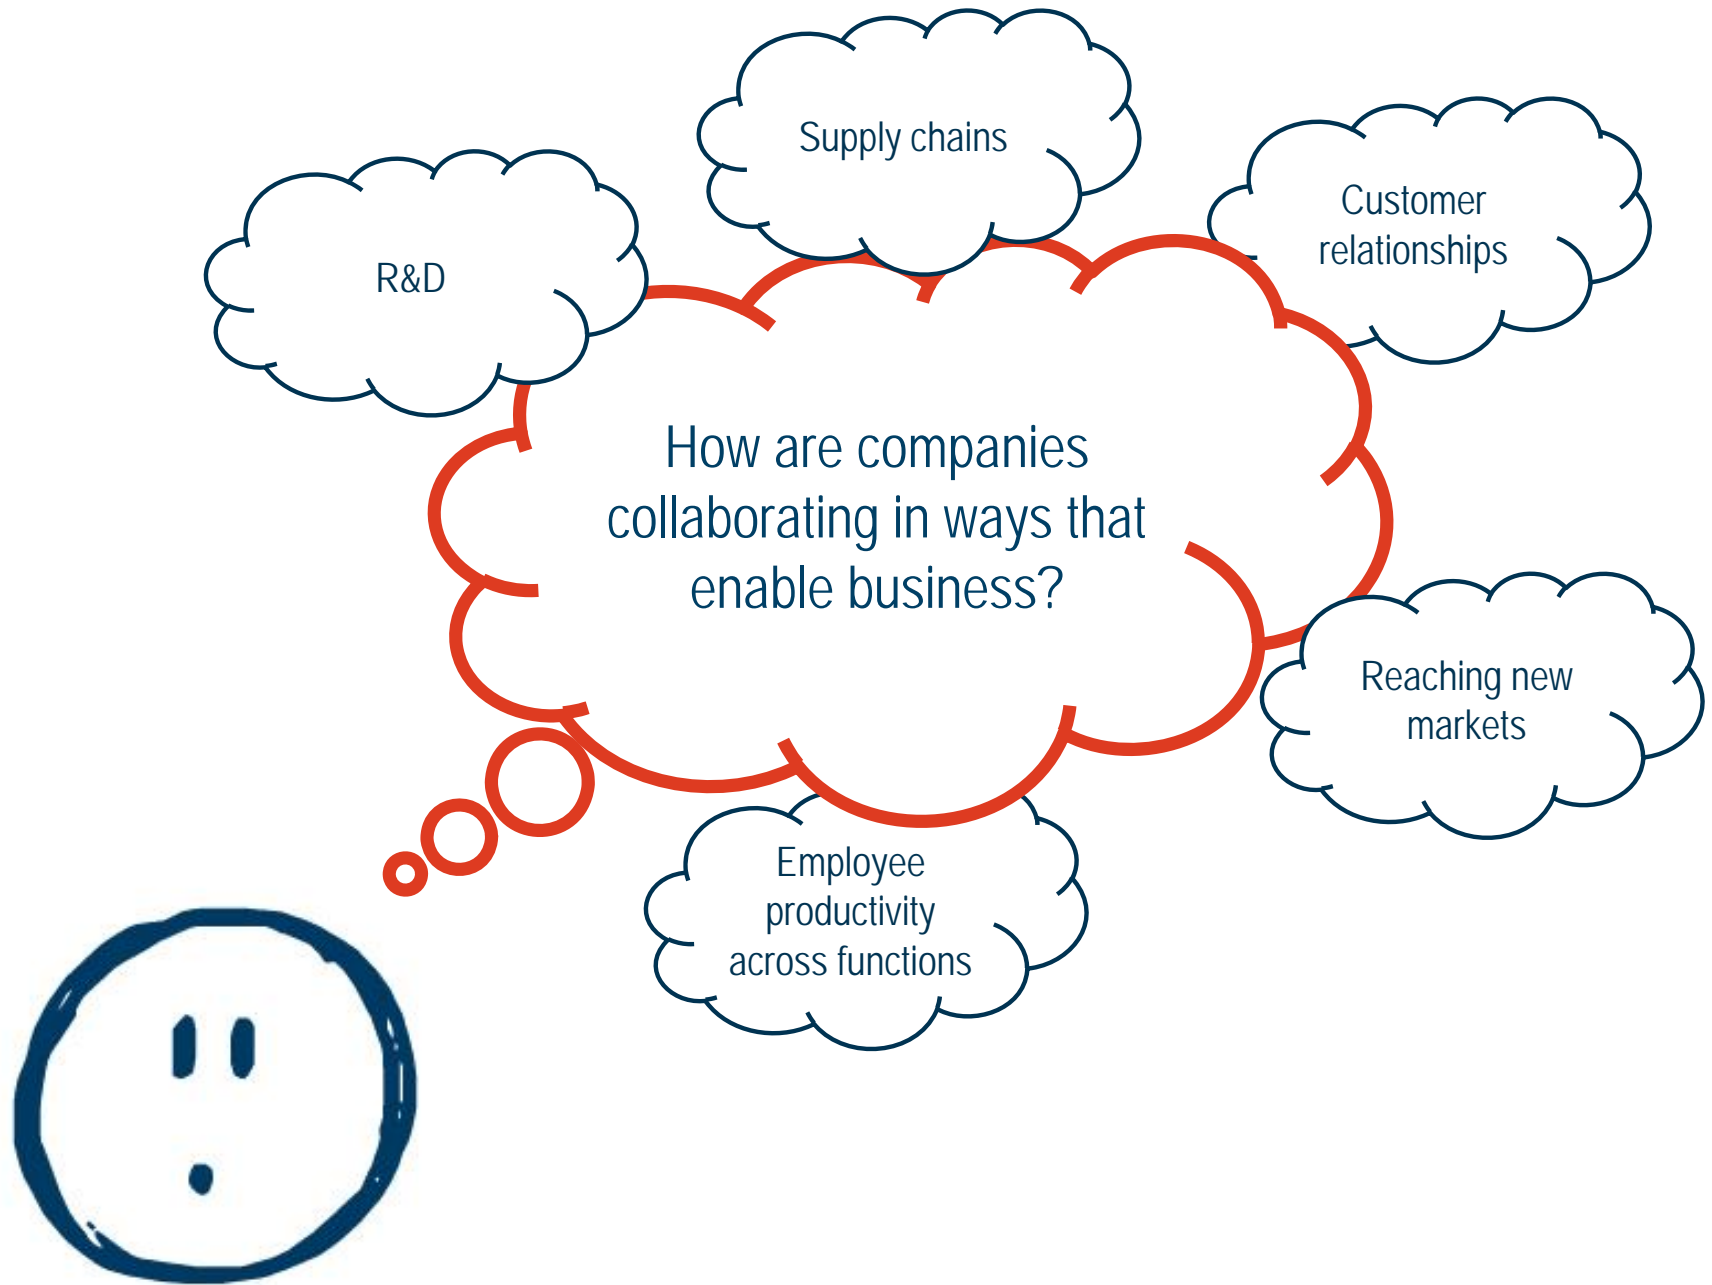 Supply chains
Customer
relationships
R&D
How are companies
collaborating in ways that
enable business?
Reaching new
markets
Employee
productivity
across functions